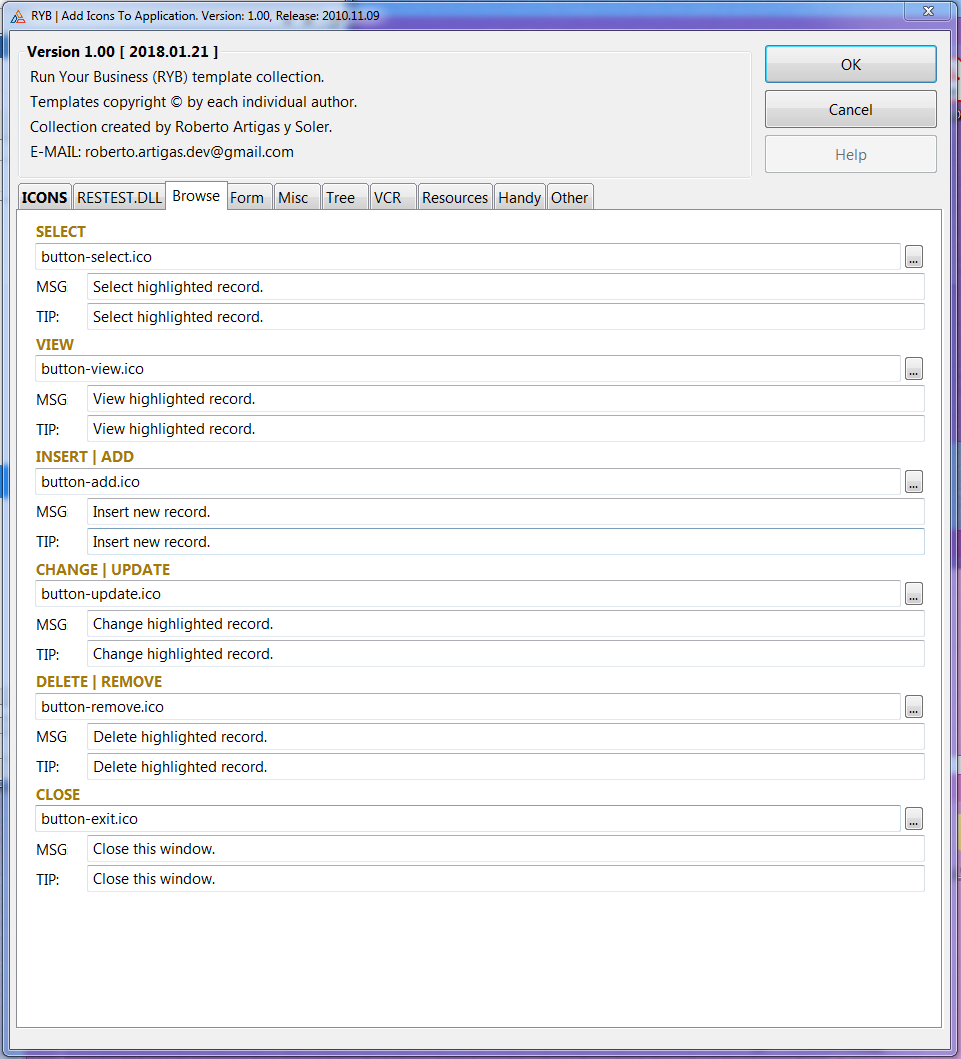 RYB | Add Icons To Application. Version: 1.00, Release: 2010.11.09
Version 1.00 [ 2018.01.21 ]
Run Your Business (RYB) template collection.
Templates copyright © by each individual author.
Collection created by Roberto Artigas y Soler.
E-MAIL: roberto.artigas.dev@gmail.com
OK
Cancel
Help
ICONS RESTEST.DLL Browse Form Misc Tree VCR Resources Handy Other
SELECT
button-select.ico ...
MSG Select highlighted record.
TIP: Select highlighted record.
VIEW
button-view.ico ...
MSG View highlighted record.
TIP: View highlighted record.
INSERT | ADD
button-add.ico ...
MSG Insert new record.
TIP: Insert new record.
CHANGE | UPDATE
button-update.ico ...
MSG Change highlighted record.
TIP: Change highlighted record.
DELETE | REMOVE
button-remove.ico ...
MSG Delete highlighted record.
TIP: Delete highlighted record.
CLOSE
button-exit.ico ...
MSG Close this window.
TIP: Close this window.